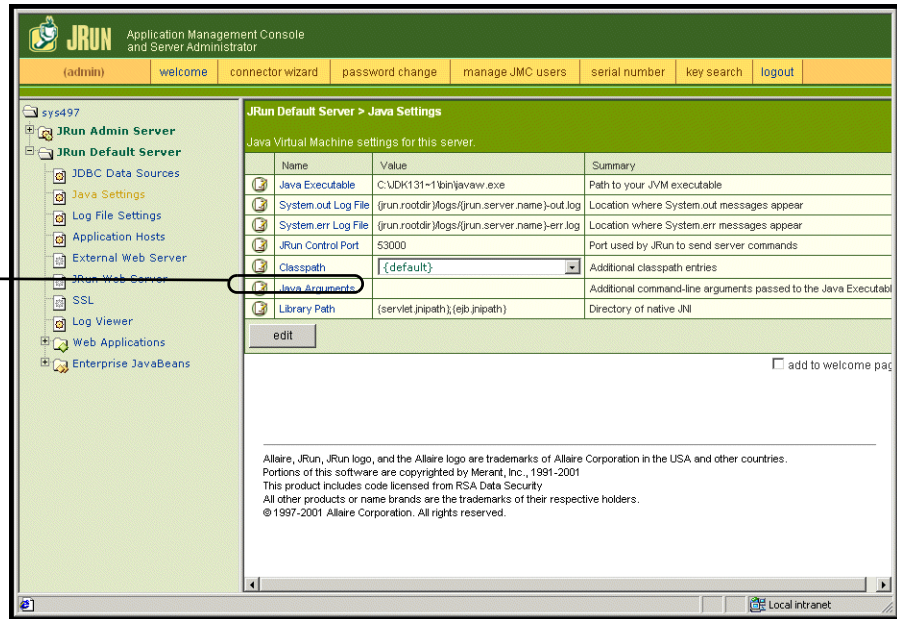 JRUN Application Management Console
and Server Administrator
(admin) welcome connector wizard password change manage JMC users serial number key search logout
sys497
JRun Admin Server
JRun Default Server
JDBC Data Sources
Java Settings
Log File Settings
Application Hosts
External Web Server
JRun Web Server
SSL
Log Viewer
Web Applications
Enterprise JavaBeans
JRun Default Server > Java Settings
Java Virtual Machine settings for this server.
Name Value Summary
Java Executable C:\JDK131~1\bin\javaw.exe Path to your JVM executable
System.out Log File {jrun.rootdir}/logs/{jrun.server.name}-out.log Location where System.out messages appear
System.err Log File {jrun.rootdir}/logs/{jrun.server.name}-err.log Location where System.err messages appear
JRun Control Port 53000 Port used by JRun to send server commands
Classpath {default} Additional classpath entries
Java Arguments Additional command-line arguments passed to the Java Executabl
Library Path {servlet.jnipath};{ejb.jnipath} Directory of native JNI
edit
add to welcome pag
Allaire, JRun, JRun logo, and the Allaire logo are trademarks of Allaire Corporation in the USA and other countries.
Portions of this software are copyrighted by Merant, Inc., 1991-2001
This product includes code licensed from RSA Data Security
All other products or name brands are the trademarks of their respective holders.
© 1997-2001 Allaire Corporation. All rights reserved.
Local intranet